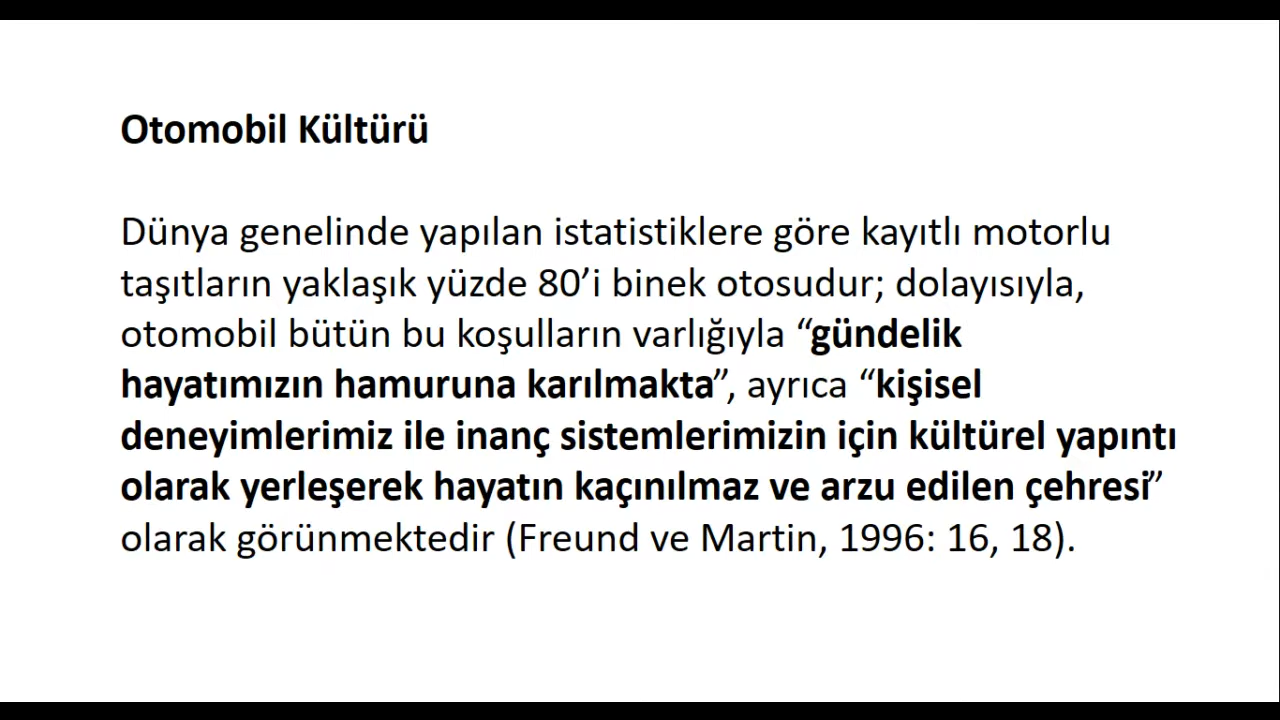 Otomobil Kültürü
Dünya genelinde yapılan istatistiklere göre kayıtlı motorlu
taşıtların yaklaşık yüzde 80’i binek otosudur; dolayısıyla,
otomobil bütün bu koşulların varlığıyla “gündelik
hayatımızın hamuruna karılmakta”, ayrıca “kişisel
deneyimlerimiz ile inanç sistemlerimizin için kültürel yapıntı
olarak yerleşerek hayatın kaçınılmaz ve arzu edilen çehresi”
olarak görünmektedir (Freund ve Martin, 1996: 16, 18).